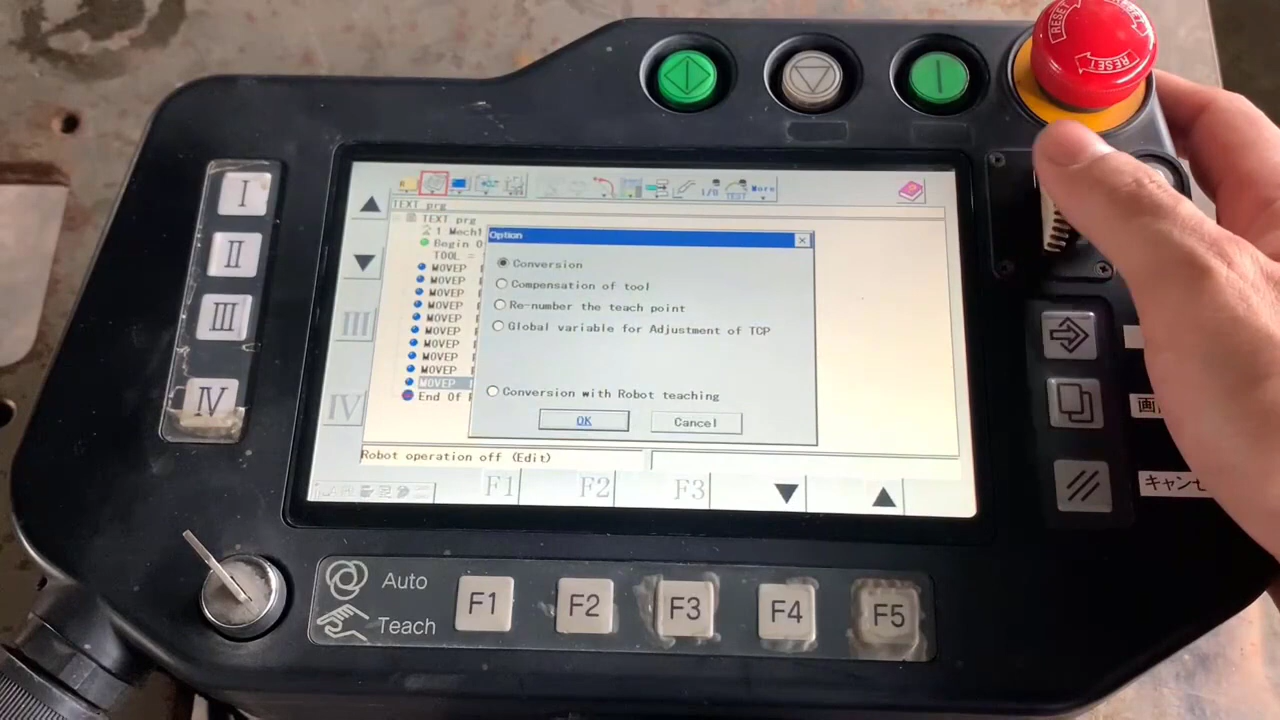 RESET
RESET
RESET
I
II
III
IV
I/O
TEST
More
TEXT prg
TEXT prg
1 Mech1
Begin O
TOOL =
MOVEP
MOVEP
MOVEP
MOVEP
MOVEP
MOVEP
MOVEP
MOVEP
MOVEP
MOVEP
End Of
Option
Conversion
Compensation of tool
Re-number the teach point
Global variable for Adjustment of TCP
Conversion with Robot teaching
OK
Cancel
III
IV
Robot operation off (Edit)
F1
F2
F3
画
キャンセ
Auto
Teach
F1
F2
F3
F4
F5